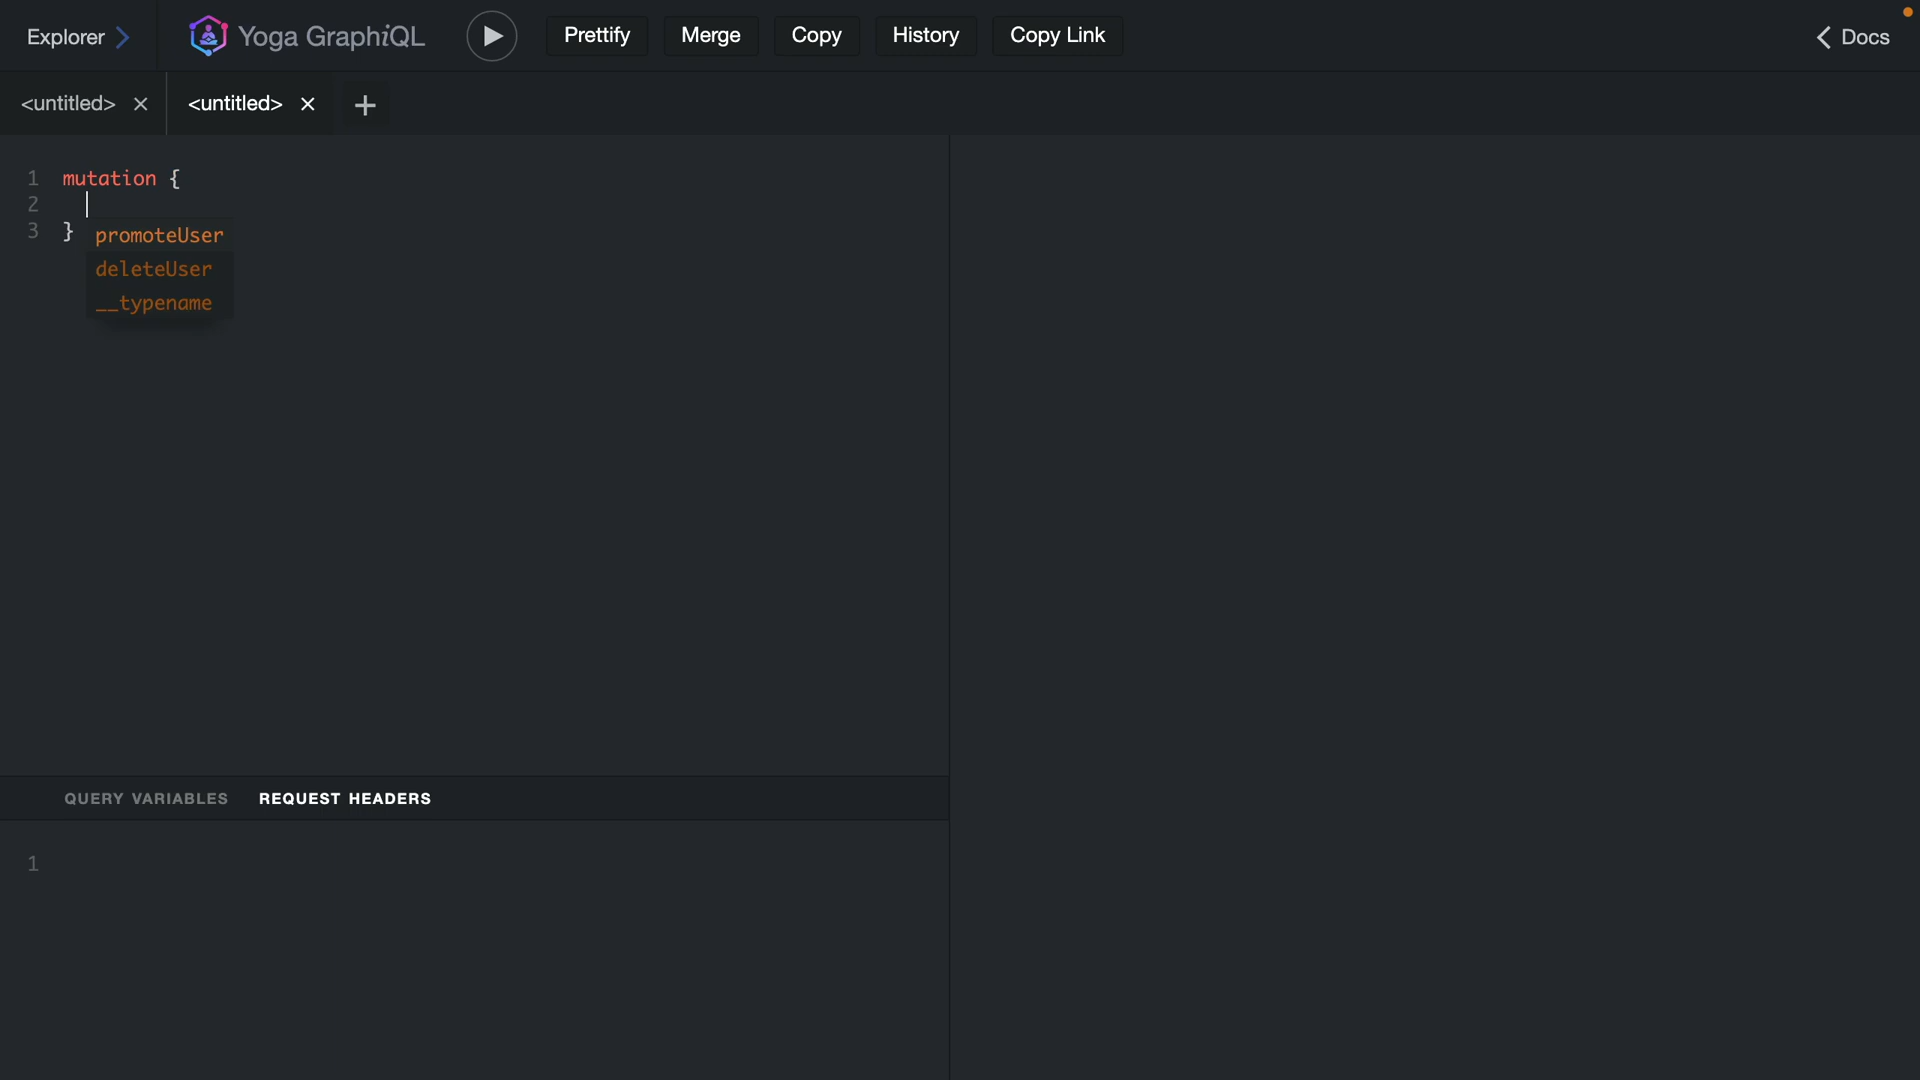 Explorer
Yoga GraphiQL
Prettify
Merge
Copy
History
Copy Link
Docs
<untitled>
<untitled>
1 mutation {
2
3 }
promoteUser
deleteUser
__typename
QUERY VARIABLES
REQUEST HEADERS
1